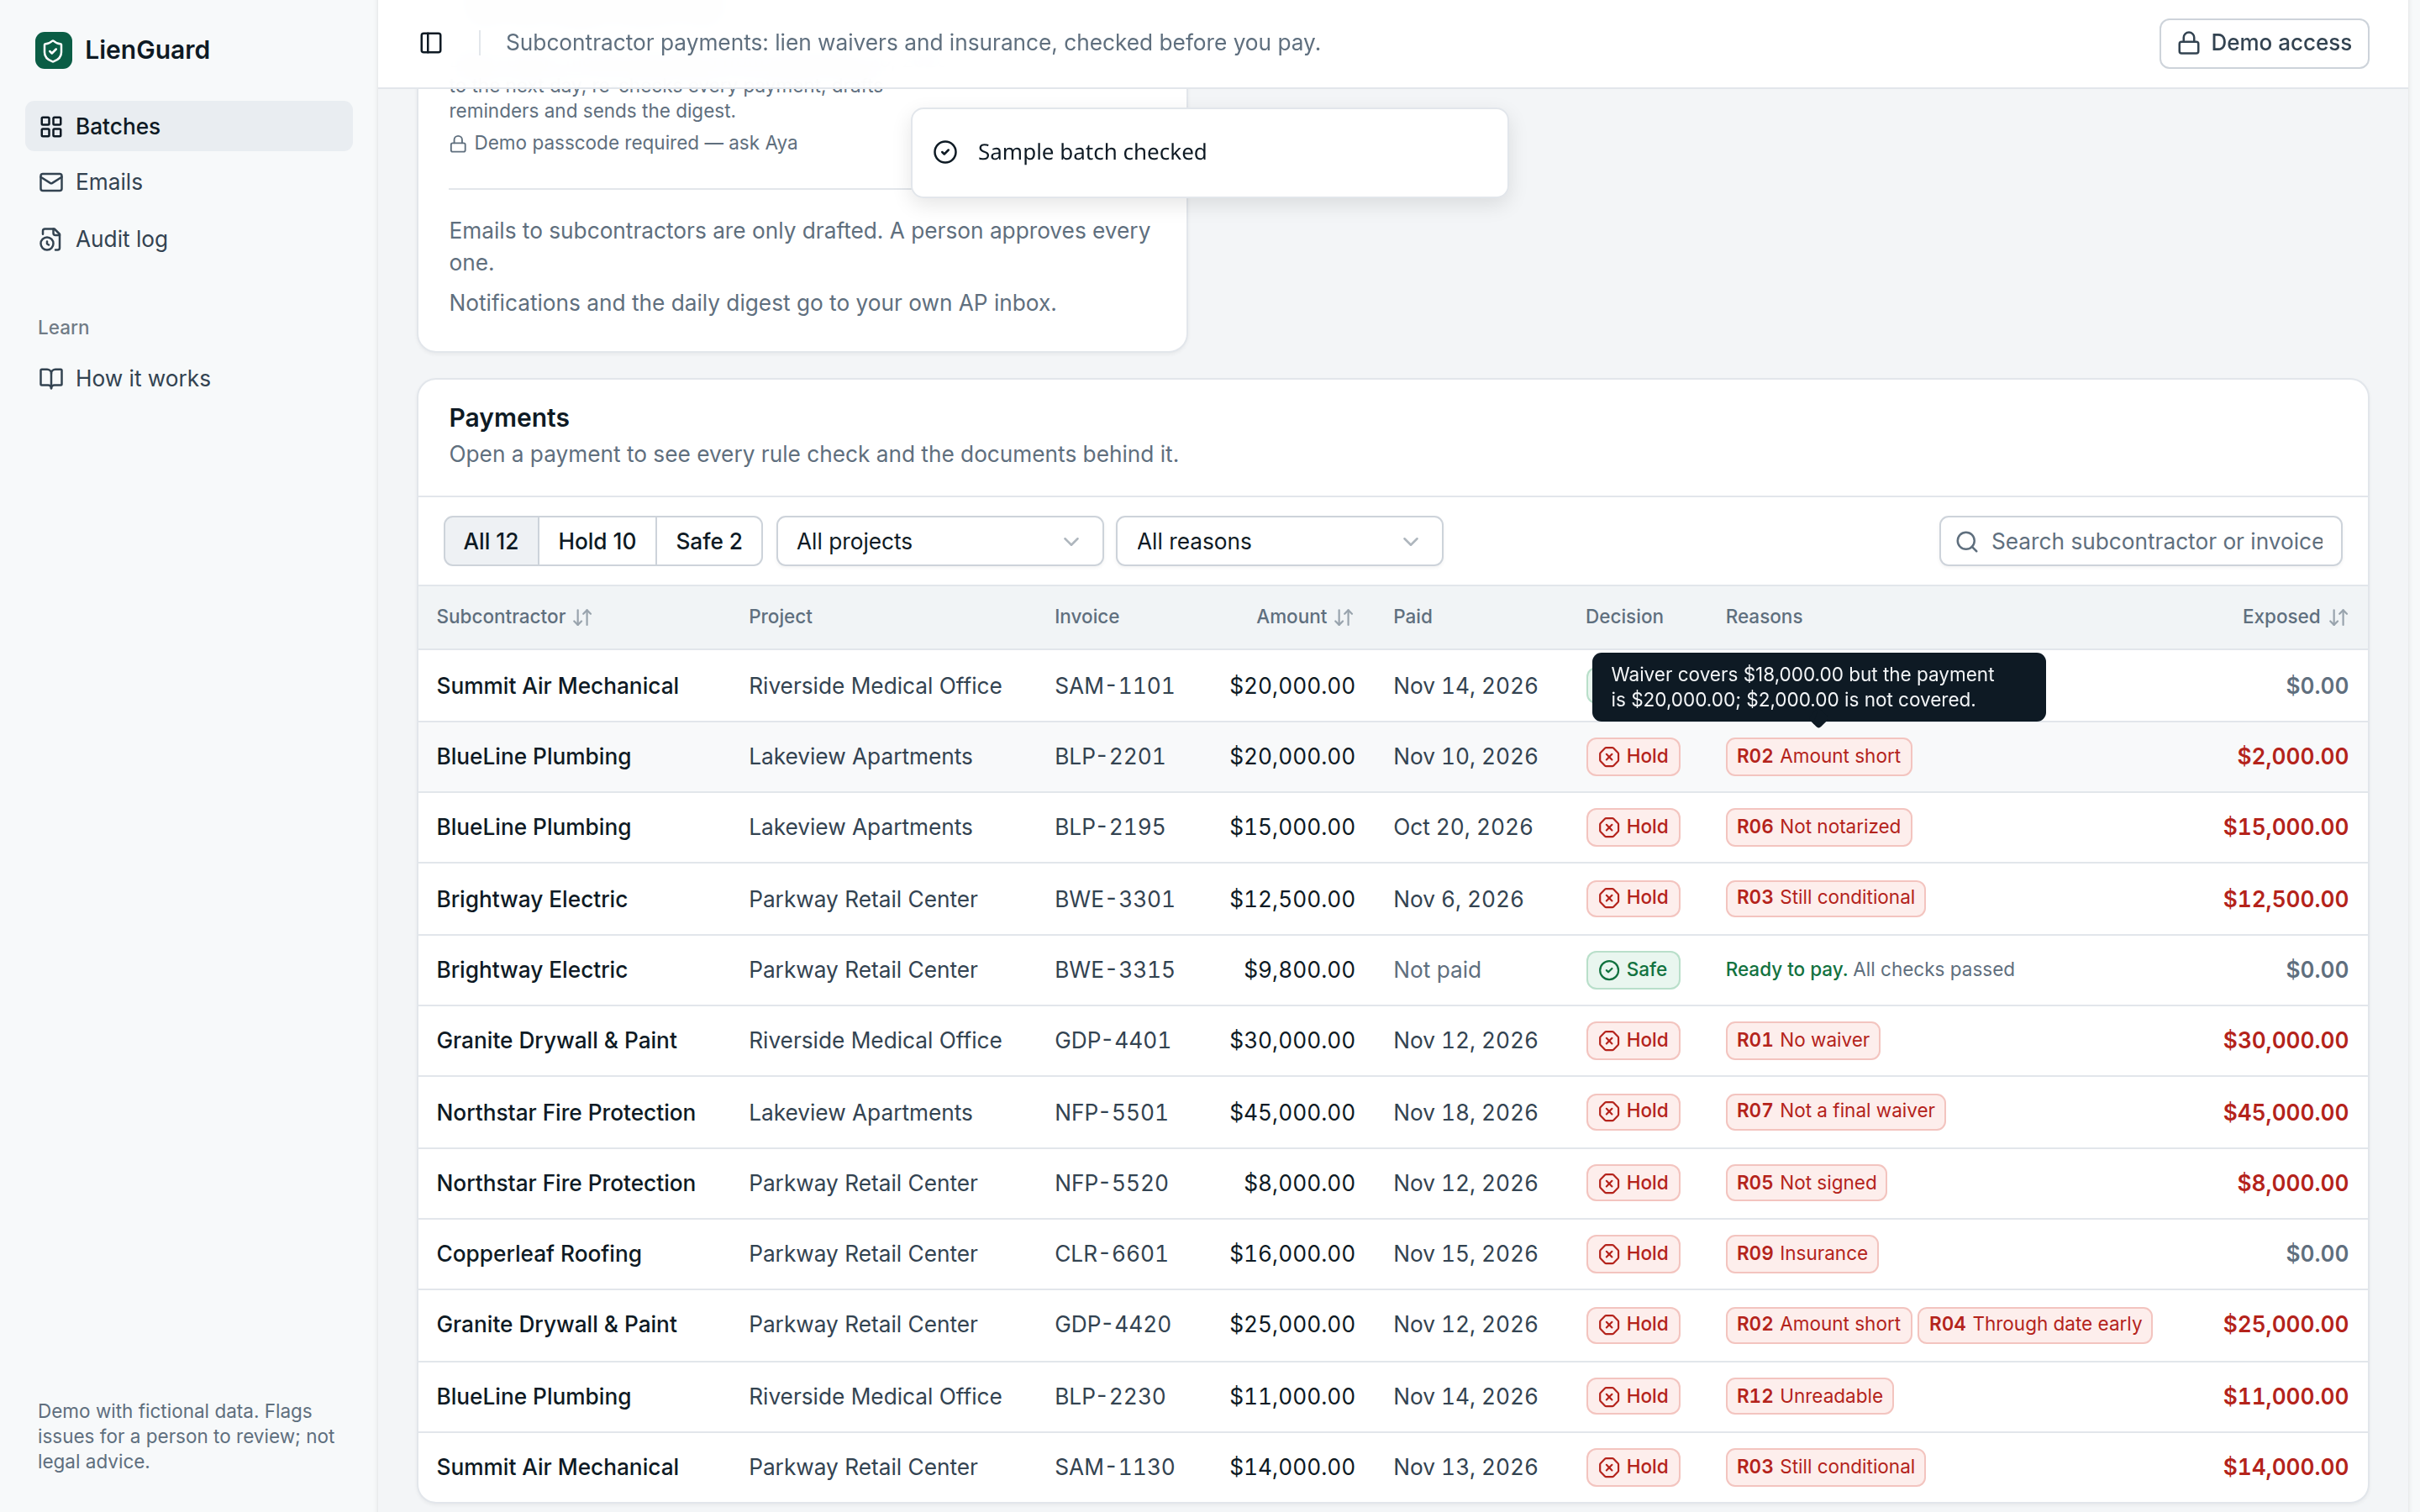 LienGuard
Batches
Emails
Audit log
Learn
How it works
Demo with fictional data. Flags
issues for a person to review; not
legal advice.
Subcontractor payments: lien waivers and insurance, checked before you pay.
Demo access
to the next day, re-checks every payment, drafts
reminders and sends the digest.
Demo passcode required — ask Aya
Sample batch checked
Emails to subcontractors are only drafted. A person approves every
one.
Notifications and the daily digest go to your own AP inbox.
Payments
Open a payment to see every rule check and the documents behind it.
All 12 Hold 10 Safe 2 All projects All reasons Search subcontractor or invoice
Subcontractor Project Invoice Amount Paid Decision Reasons Exposed
Waiver covers $18,000.00 but the payment
is $20,000.00; $2,000.00 is not covered.
Summit Air Mechanical Riverside Medical Office SAM-1101 $20,000.00 Nov 14, 2026 $0.00
BlueLine Plumbing Lakeview Apartments BLP-2201 $20,000.00 Nov 10, 2026 Hold R02 Amount short $2,000.00
BlueLine Plumbing Lakeview Apartments BLP-2195 $15,000.00 Oct 20, 2026 Hold R06 Not notarized $15,000.00
Brightway Electric Parkway Retail Center BWE-3301 $12,500.00 Nov 6, 2026 Hold R03 Still conditional $12,500.00
Brightway Electric Parkway Retail Center BWE-3315 $9,800.00 Not paid Safe Ready to pay. All checks passed $0.00
Granite Drywall & Paint Riverside Medical Office GDP-4401 $30,000.00 Nov 12, 2026 Hold R01 No waiver $30,000.00
Northstar Fire Protection Lakeview Apartments NFP-5501 $45,000.00 Nov 18, 2026 Hold R07 Not a final waiver $45,000.00
Northstar Fire Protection Parkway Retail Center NFP-5520 $8,000.00 Nov 12, 2026 Hold R05 Not signed $8,000.00
Copperleaf Roofing Parkway Retail Center CLR-6601 $16,000.00 Nov 15, 2026 Hold R09 Insurance $0.00
Granite Drywall & Paint Parkway Retail Center GDP-4420 $25,000.00 Nov 12, 2026 Hold R02 Amount short R04 Through date early $25,000.00
BlueLine Plumbing Riverside Medical Office BLP-2230 $11,000.00 Nov 14, 2026 Hold R12 Unreadable $11,000.00
Summit Air Mechanical Parkway Retail Center SAM-1130 $14,000.00 Nov 13, 2026 Hold R03 Still conditional $14,000.00